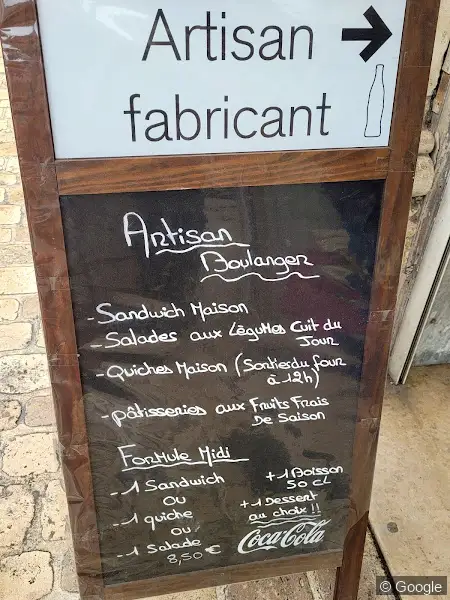 Artisan
fabricant
Artisan
Boulanger
- Sandwich Maison
- Salades aux Légumes Cuit du
Jour
- Quiches Maison (Sorties du four
à 12h)
- pâtisseries aux Fruits Frais
De Saison
Formule Midi
- 1 Sandwich
ou
- 1 quiche
ou
- 1 Salade
8,50 €
+ 1 Boisson
50 cl
+ 1 Dessert
au choix !!
Coca-Cola
© Google